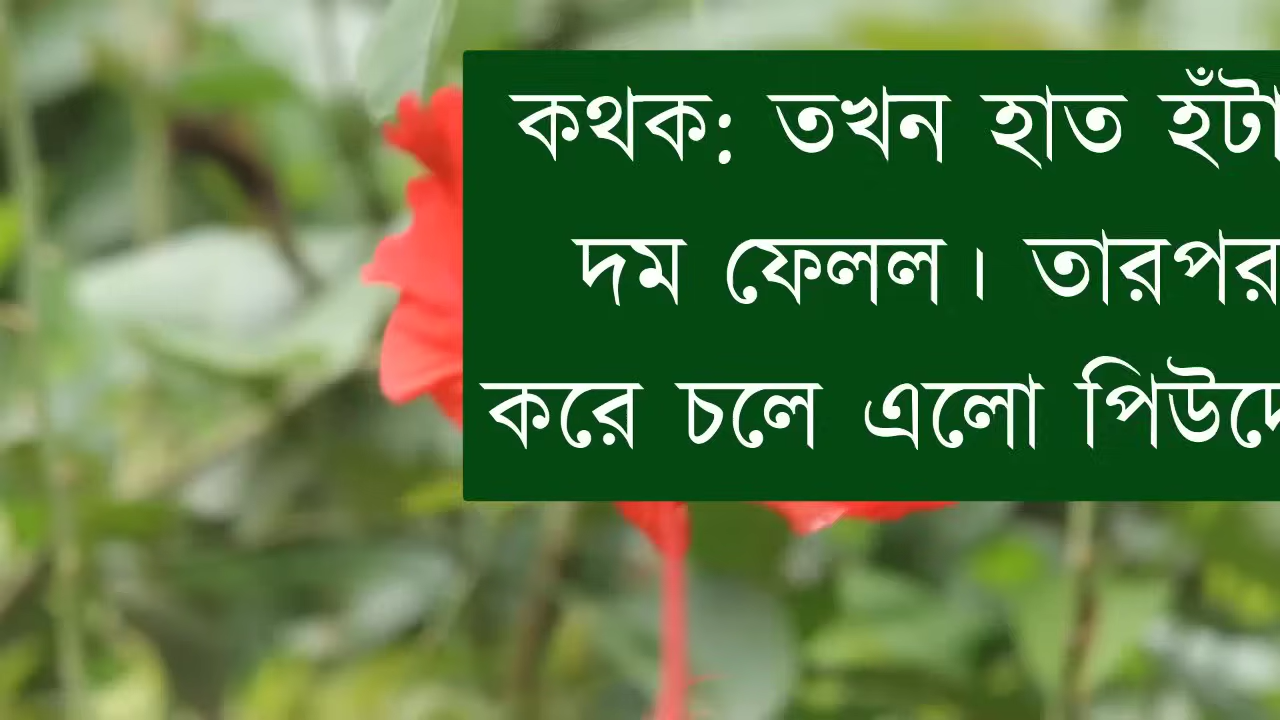 কথক: তখন হাত হঁটা
দম ফেলল। তারপর
করে চলে এলো পিউদে